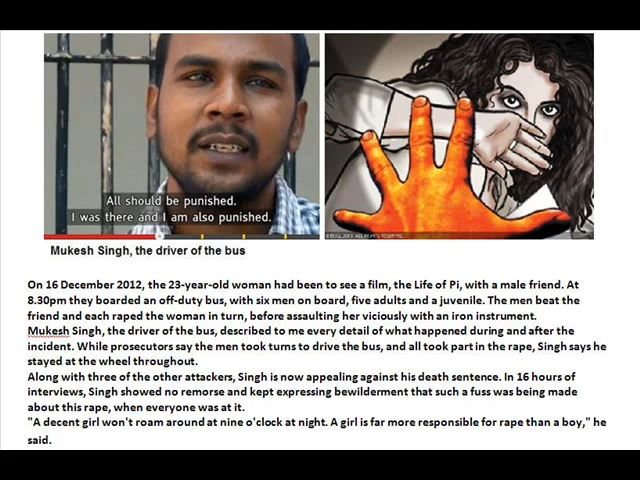 All should be punished.
I was there and I am also punished.
Mukesh Singh, the driver of the bus
On 16 December 2012, the 23-year-old woman had been to see a film, the Life of Pi, with a male friend. At
8.30pm they boarded an off-duty bus, with six men on board, five adults and a juvenile. The men beat the
friend and each raped the woman in turn, before assaulting her viciously with an iron instrument.
Mukesh Singh, the driver of the bus, described to me every detail of what happened during and after the
incident. While prosecutors say the men took turns to drive the bus, and all took part in the rape, Singh says he
stayed at the wheel throughout.
Along with three of the other attackers, Singh is now appealing against his death sentence. In 16 hours of
interviews, Singh showed no remorse and kept expressing bewilderment that such a fuss was being made
about this rape, when everyone was at it.
"A decent girl won't roam around at nine o'clock at night. A girl is far more responsible for rape than a boy," he
said.